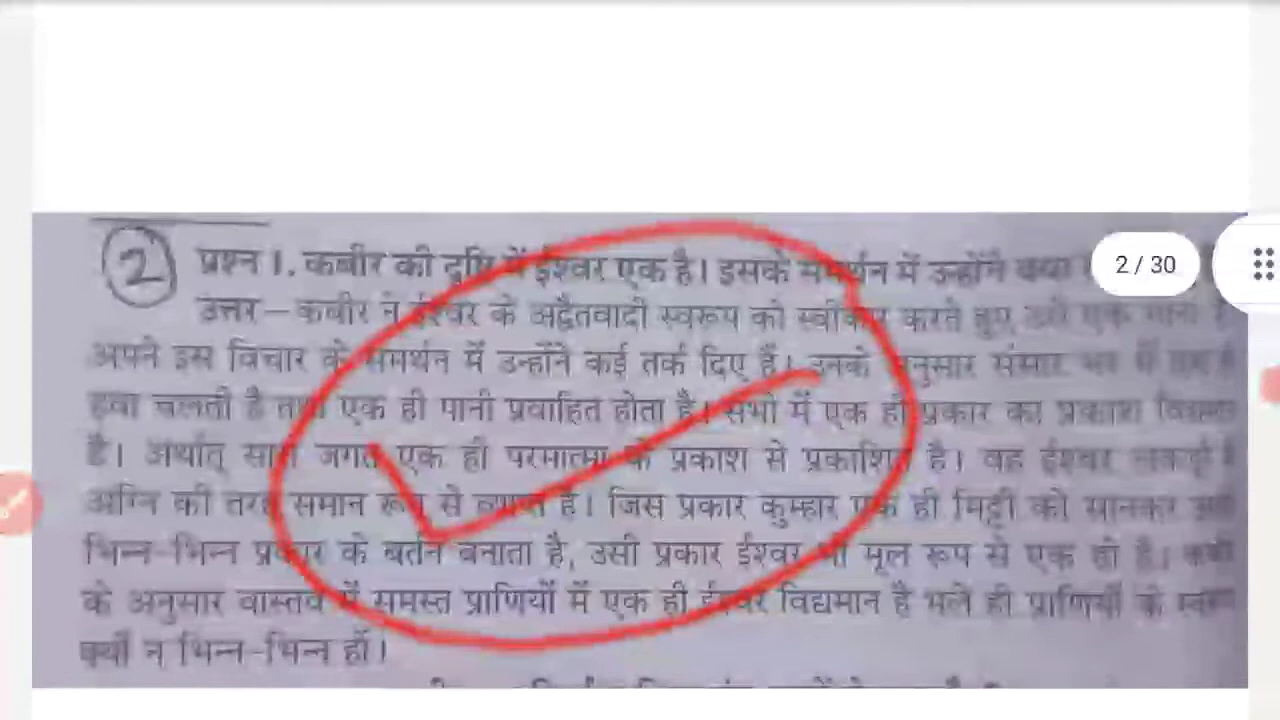 2 / 30
2 प्रश्न 1. कबीर की दृष्टि में ईश्वर एक है। इसके समर्थन में उन्होंने क्या
उत्तर – कबीर ने ईश्वर के अद्वैतवादी स्वरूप को स्वीकार करते हुए उसे एक माना है
अपने इस विचार के समर्थन में उन्होंने कई तर्क दिए हैं। उनके अनुसार संसार भर में
हवा चलती है तथा एक ही पानी प्रवाहित होता है। सभी में एक ही प्रकार का प्रकाश
है। अर्थात् सारा जगत एक ही परमात्मा के प्रकाश से प्रकाशित है। वह ईश्वर
अग्नि की तरह समान रूप से व्याप्त है। जिस प्रकार कुम्हार एक ही मिट्टी को सानकर
भिन्न-भिन्न प्रकार के बर्तन बनाता है, उसी प्रकार ईश्वर भी मूल रूप से एक ही है।
के अनुसार वास्तव में समस्त प्राणियों में एक ही ईश्वर विद्यमान है भले ही प्राणियों के
क्यों न भिन्न-भिन्न हों।